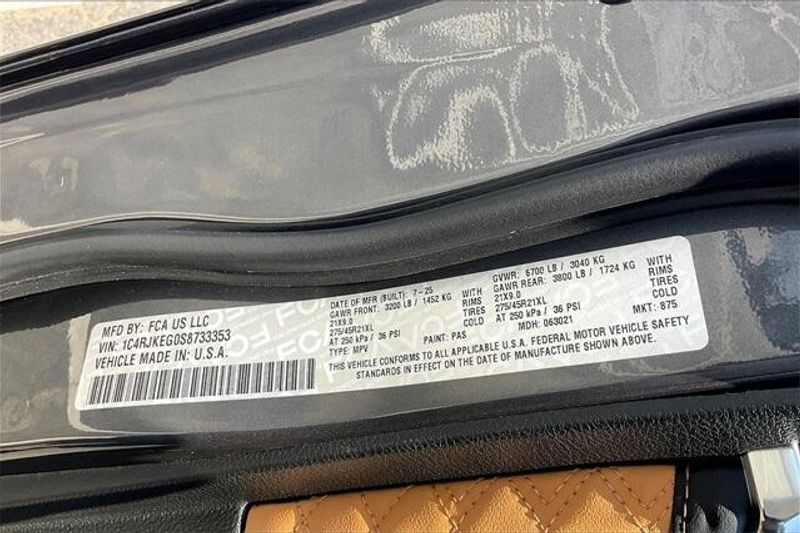 MFD BY: FCA US LLC
VIN: 1C4RJKEG0S8733353
VEHICLE MADE IN: U.S.A.
DATE OF MFR (BUILT): 7-25 GVWR: 6700 LB / 3040 KG
GAWR FRONT: 3200 LB / 1452 KG WITH GAWR REAR: 3800 LB / 1724 KG WITH
21X9.0 RIMS 21X9.0 RIMS
275/45R21XL 275/45R21XL
AT 250 kPa / 36 PSI COLD AT 250 kPa / 36 PSI COLD
TYPE: MPV PAINT: PAS MDH: 063021 MKT: 875
THIS VEHICLE CONFORMS TO ALL APPLICABLE U.S.A. FEDERAL MOTOR VEHICLE SAFETY
STANDARDS IN EFFECT ON THE DATE OF MANUFACTURE SHOWN ABOVE.